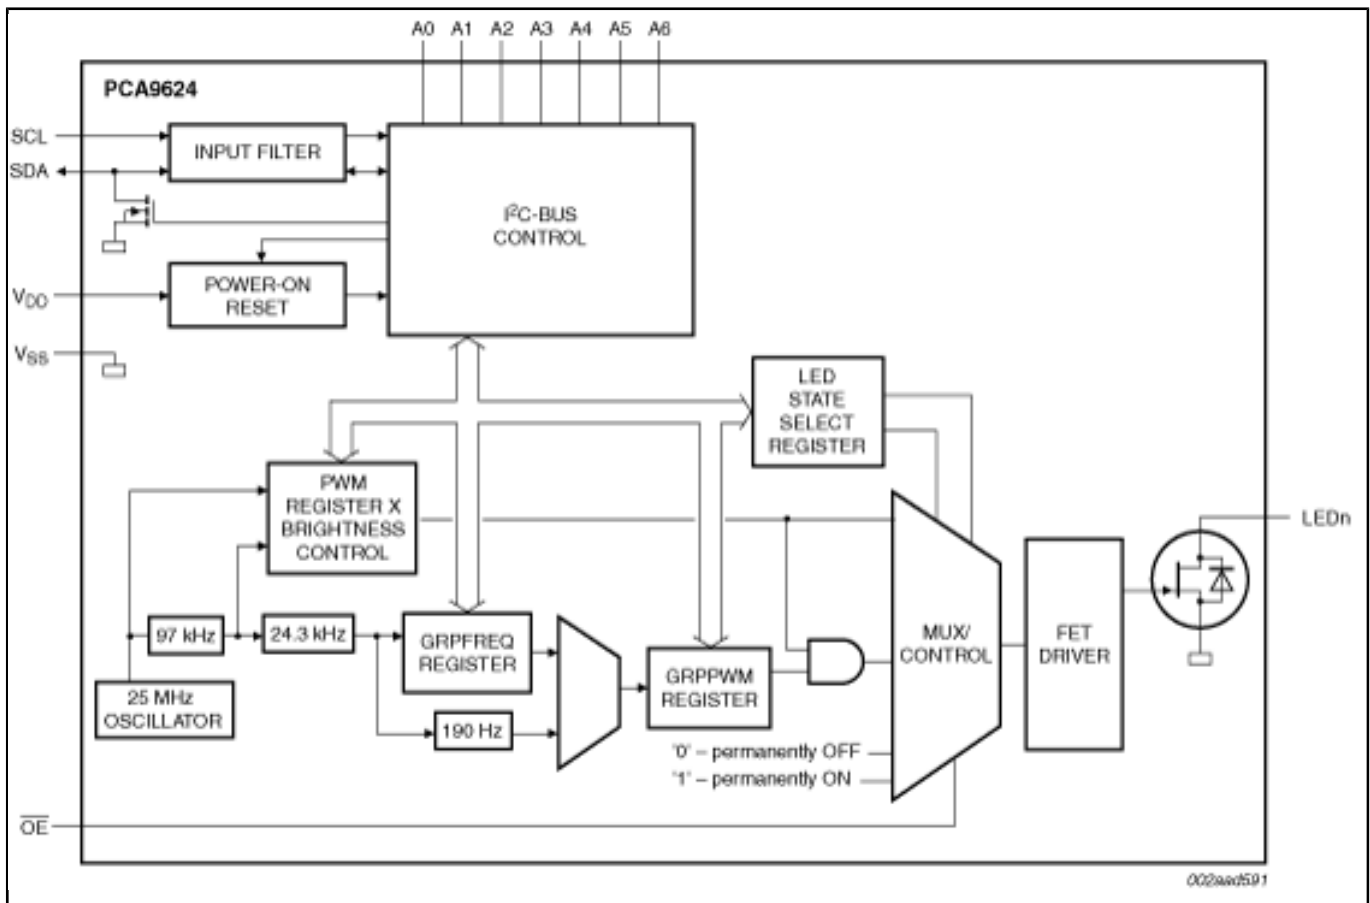 A0 A1 A2 A3 A4 A5 A6
PCA9624
SCL
SDA
INPUT FILTER
I²C-BUS
CONTROL
VDD
POWER-ON
RESET
VSS
LED
STATE
SELECT
REGISTER
PWM
REGISTER X
BRIGHTNESS
CONTROL
LEDn
97 kHz
24.3 kHz
GRPFREQ
REGISTER
GRPPWM
REGISTER
MUX/
CONTROL
FET
DRIVER
25 MHz
OSCILLATOR
190 Hz
'0' – permanently OFF
'1' – permanently ON
OE
002aad591